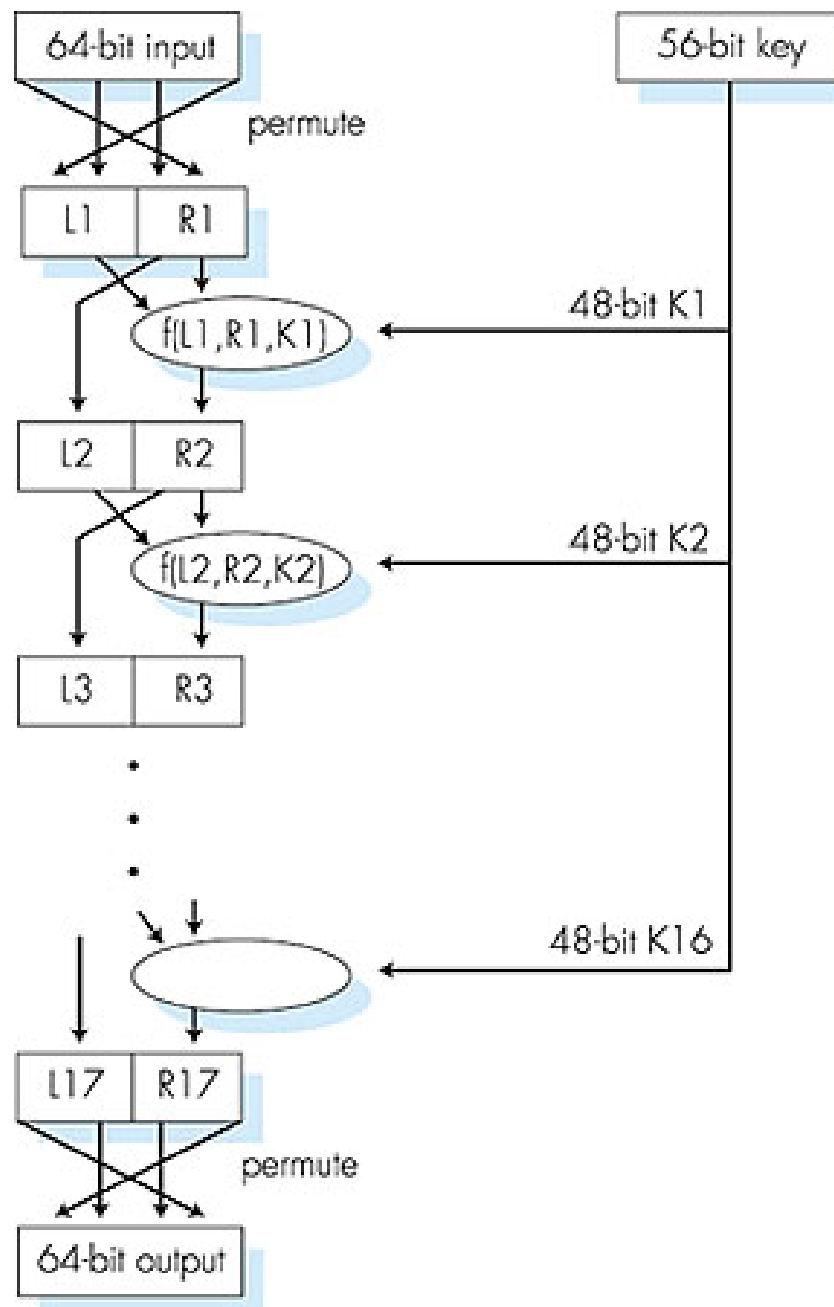 64-bit input
56-bit key
permute
L1 R1
48-bit K1
f(L1,R1,K1)
L2 R2
48-bit K2
f(L2,R2,K2)
L3 R3
48-bit K16
L17 R17
permute
64-bit output